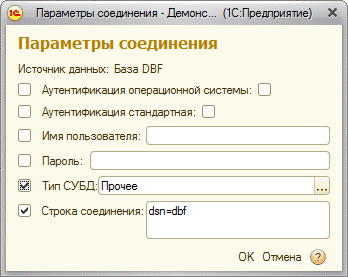 Параметры соединения - Демонс... (1С:Предприятие)
Параметры соединения
Источник данных: База DBF
Аутентификация операционной системы:
Аутентификация стандартная:
Имя пользователя:
Пароль:
Тип СУБД: Прочее ...
Строка соединения: dsn=dbf
OK Отмена ?